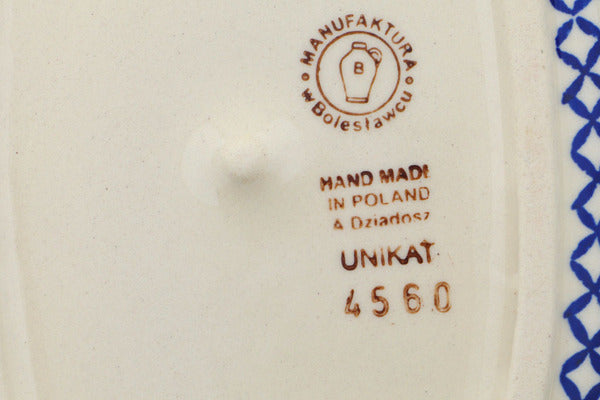 MANUFAKTURA
w Bolesławcu
B
HAND MADE
IN POLAND
A Dziadosz
UNIKAT
4560